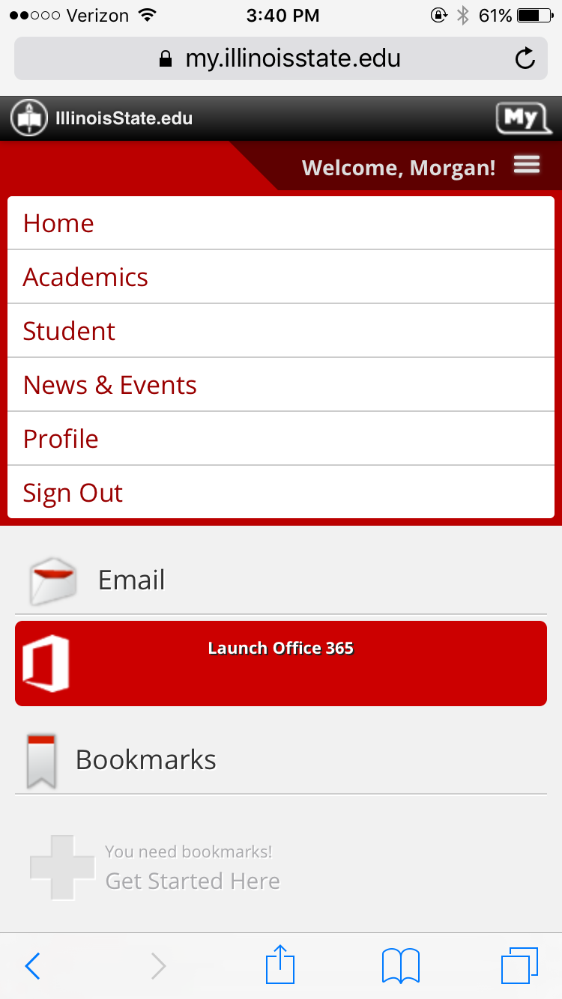 Verizon 3:40 PM 61%
my.illinoisstate.edu
IllinoisState.edu My
Welcome, Morgan!
Home
Academics
Student
News & Events
Profile
Sign Out
Email
Launch Office 365
Bookmarks
You need bookmarks!
Get Started Here